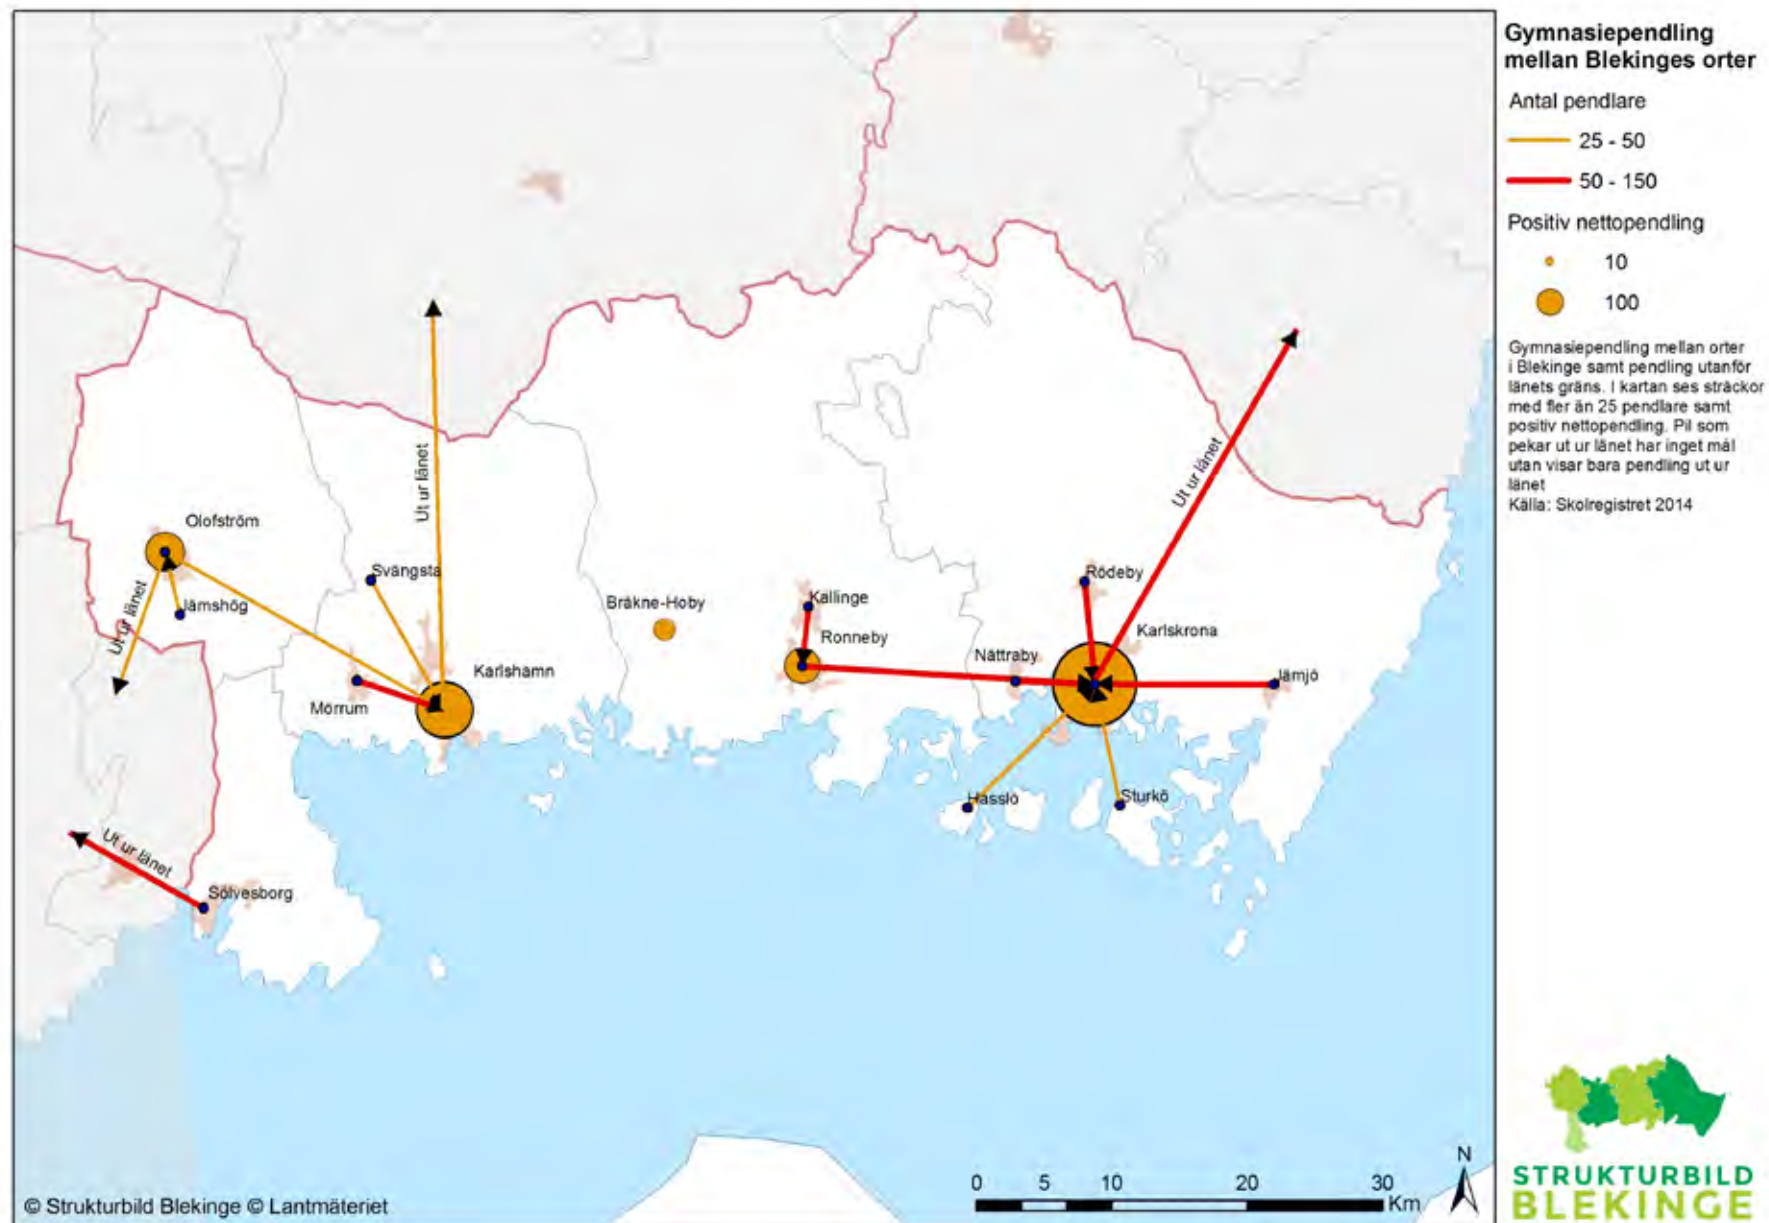 Gymnasiependling
mellan Blekinges orter
Antal pendlare
25 - 50
50 - 150
Positiv nettopendling
10
100
Gymnasiependling mellan orter
i Blekinge samt pendling utanför
länets gräns. I kartan ses sträckor
med fler än 25 pendlare samt
positiv nettopendling. Pil som
pekar ut ur länet har inget mål
utan visar bara pendling ut ur
länet
Källa: Skolregistret 2014
Ut ur länet
Ut ur länet
Olofström
Svängsta
Jämshög
Ut ur länet
Bräkne-Hoby
Kallinge
Ronneby
Rödeby
Karlskrona
Nättraby
Jämjö
Karlshamn
Mörrum
Hasslö
Sturkö
Ut ur länet
Sölvesborg
N
0 5 10 20 30
Km
© Strukturbild Blekinge © Lantmäteriet
STRUKTURBILD
BLEKINGE